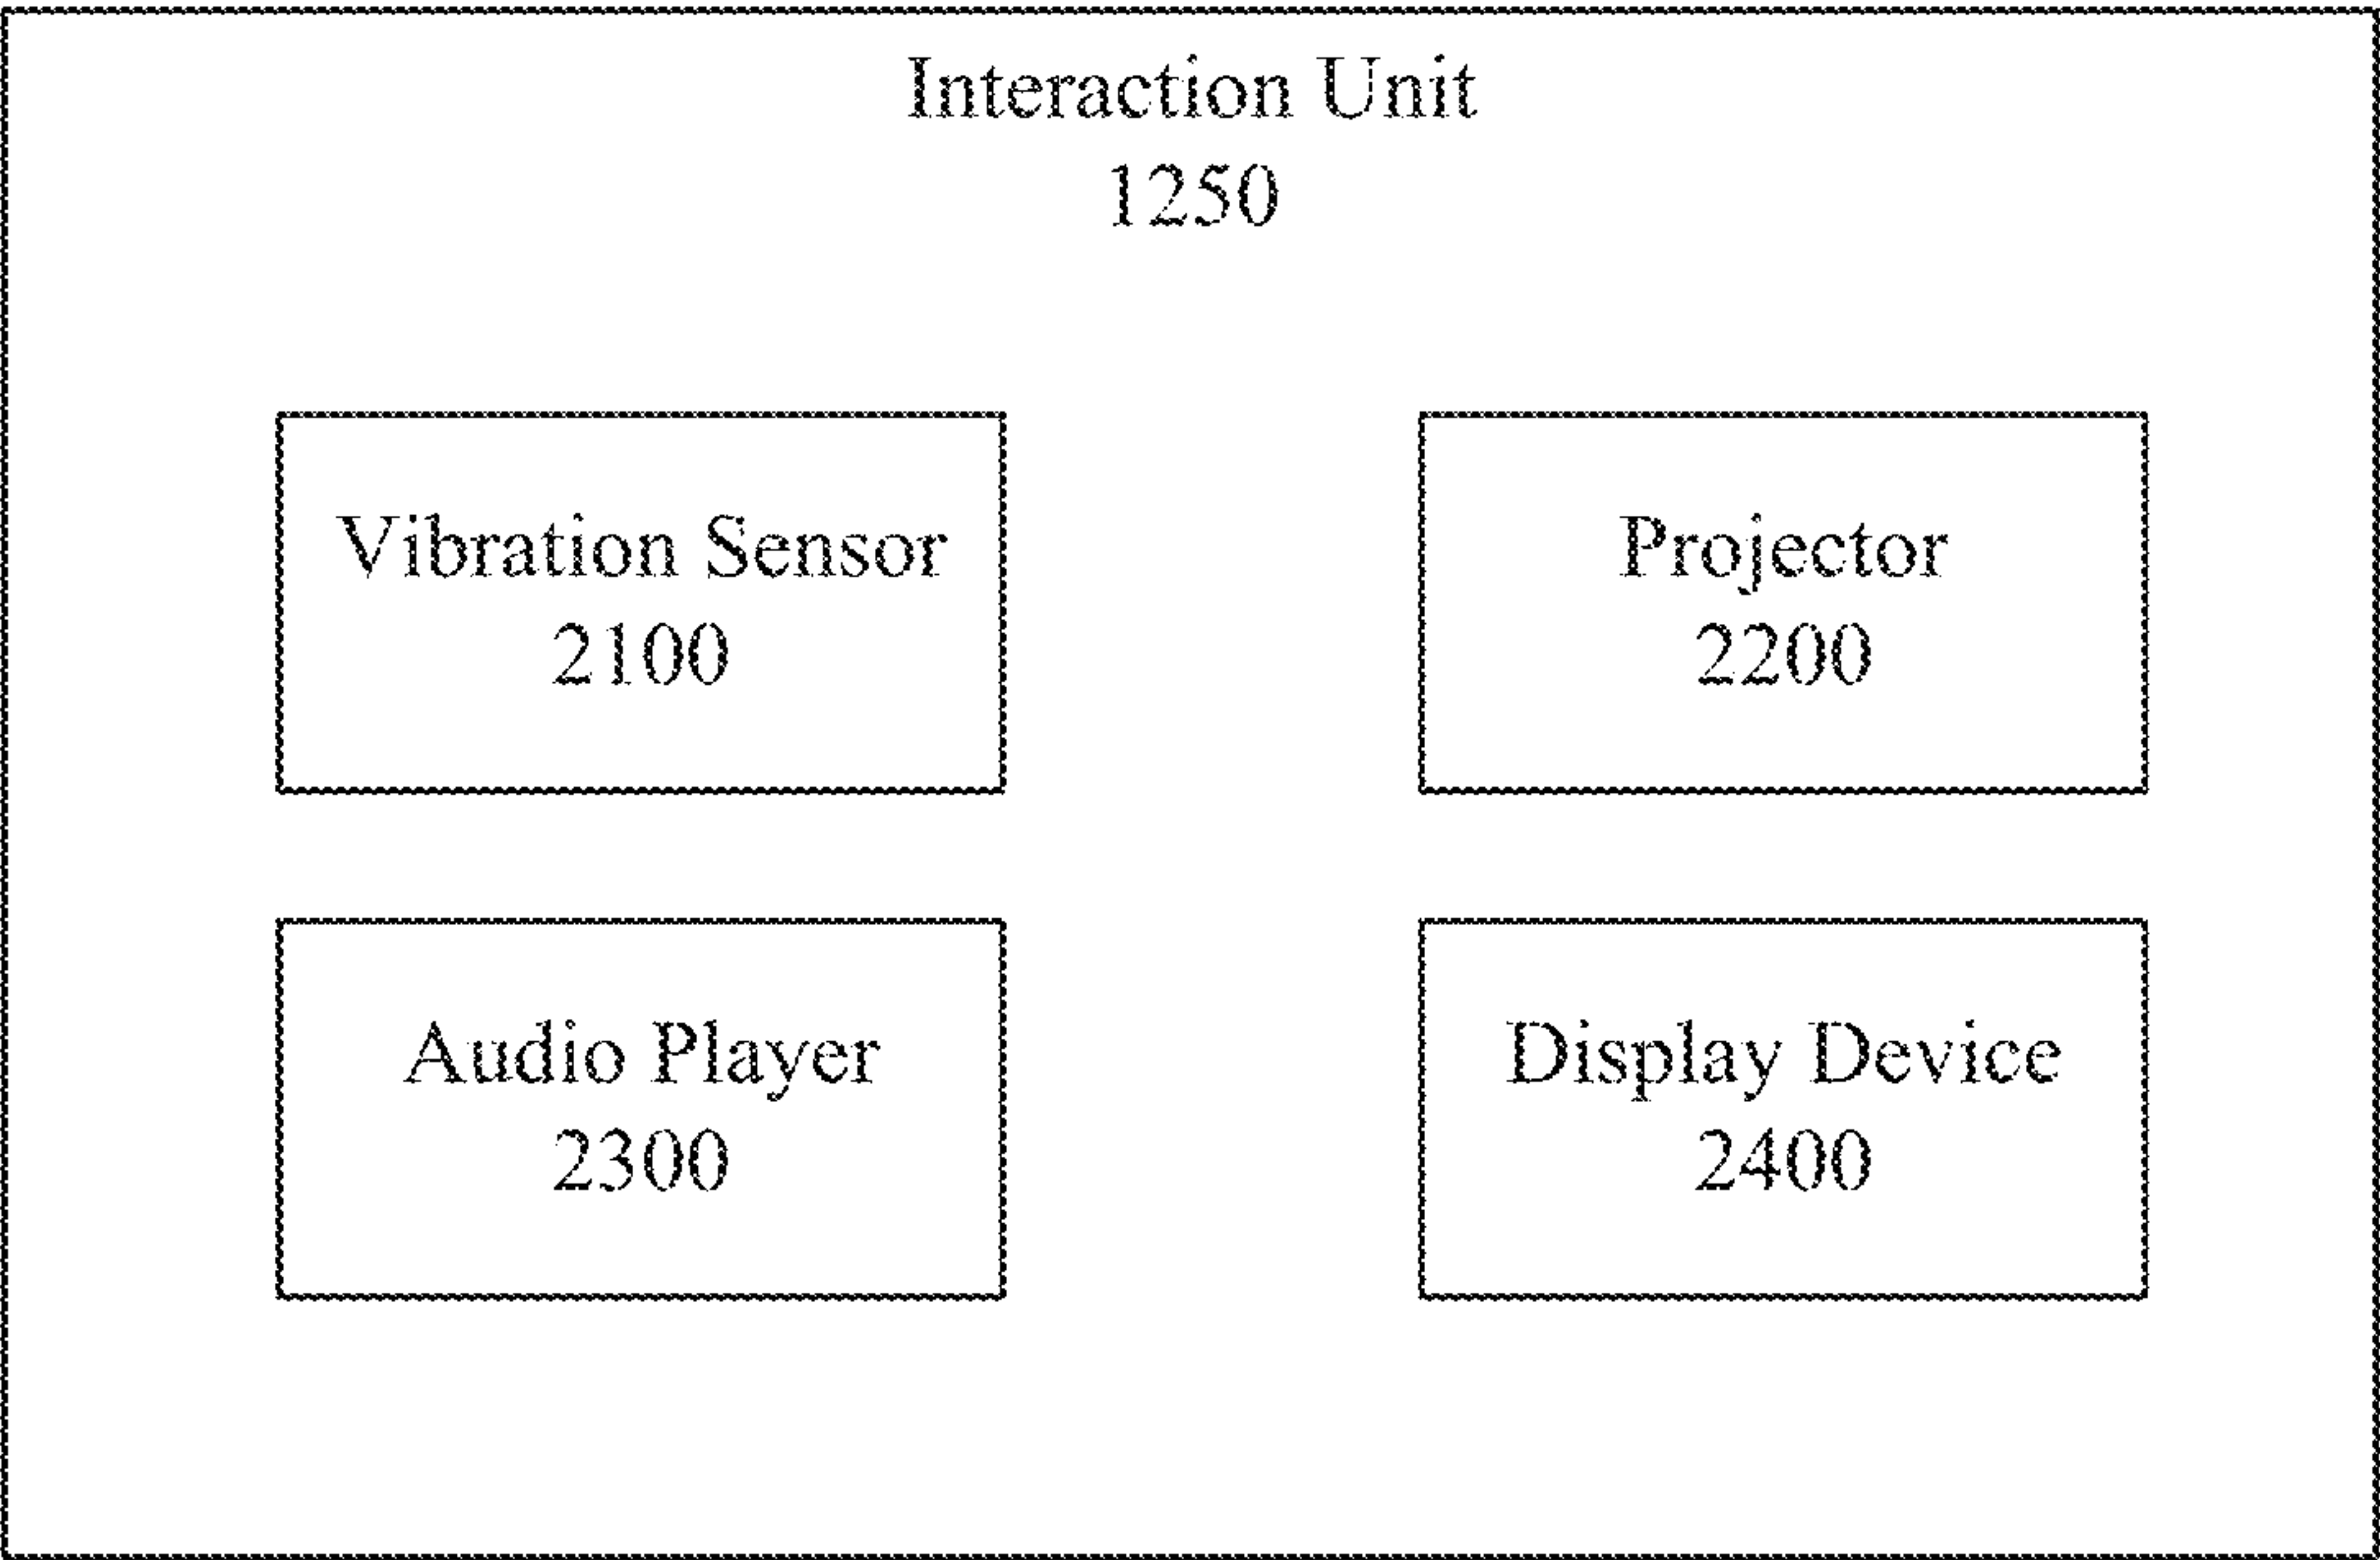 Interaction Unit
1250
Vibration Sensor
2100
Projector
2200
Audio Player
2300
Display Device
2400